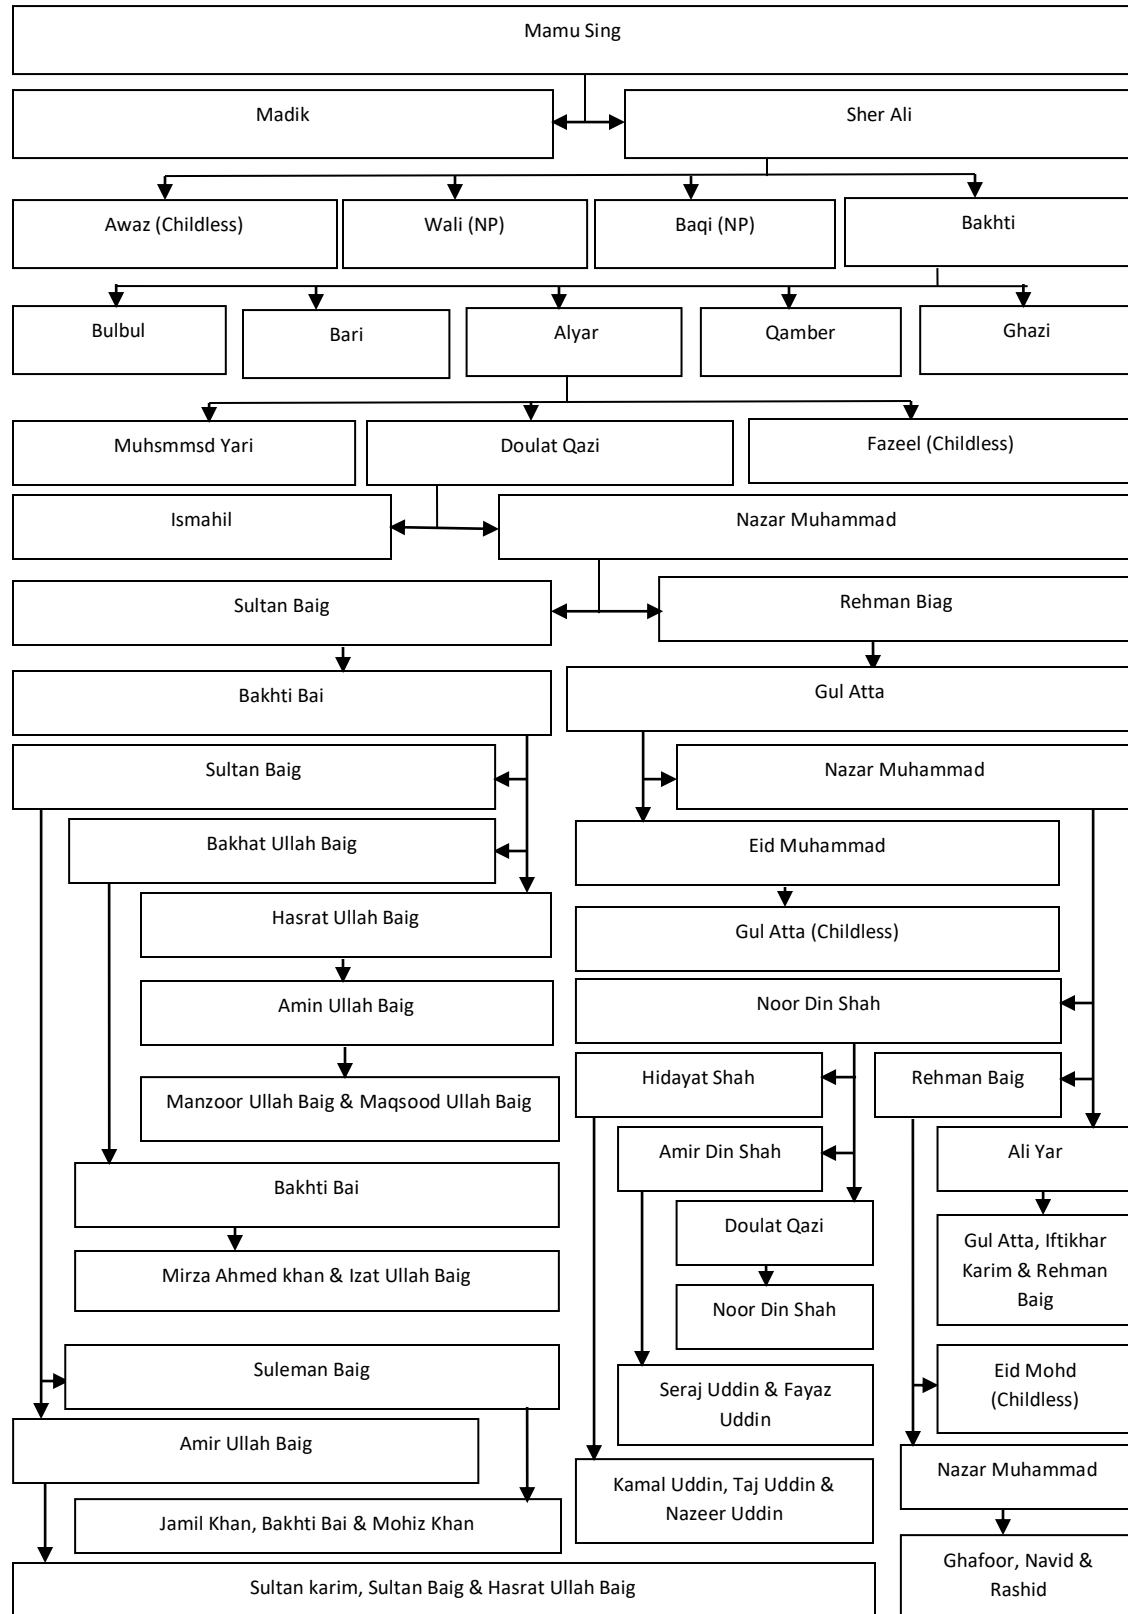 Mamu Sing
Madik
Sher Ali
Awaz (Childless)
Wali (NP)
Baqi (NP)
Bakhti
Bulbul
Bari
Alyar
Qamber
Ghazi
Muhsmmsd Yari
Doulat Qazi
Fazeel (Childless)
Ismahil
Nazar Muhammad
Sultan Baig
Rehman Biag
Bakhti Bai
Gul Atta
Sultan Baig
Nazar Muhammad
Bakhat Ullah Baig
Eid Muhammad
Hasrat Ullah Baig
Gul Atta (Childless)
Amin Ullah Baig
Noor Din Shah
Manzoor Ullah Baig & Maqsood Ullah Baig
Hidayat Shah
Rehman Baig
Amir Din Shah
Ali Yar
Bakhti Bai
Doulat Qazi
Gul Atta, Iftikhar
Karim & Rehman
Baig
Mirza Ahmed khan & Izat Ullah Baig
Noor Din Shah
Suleman Baig
Seraj Uddin & Fayaz
Uddin
Eid Mohd
(Childless)
Amir Ullah Baig
Kamal Uddin, Taj Uddin &
Nazeer Uddin
Nazar Muhammad
Jamil Khan, Bakhti Bai & Mohiz Khan
Ghafoor, Navid &
Rashid
Sultan karim, Sultan Baig & Hasrat Ullah Baig